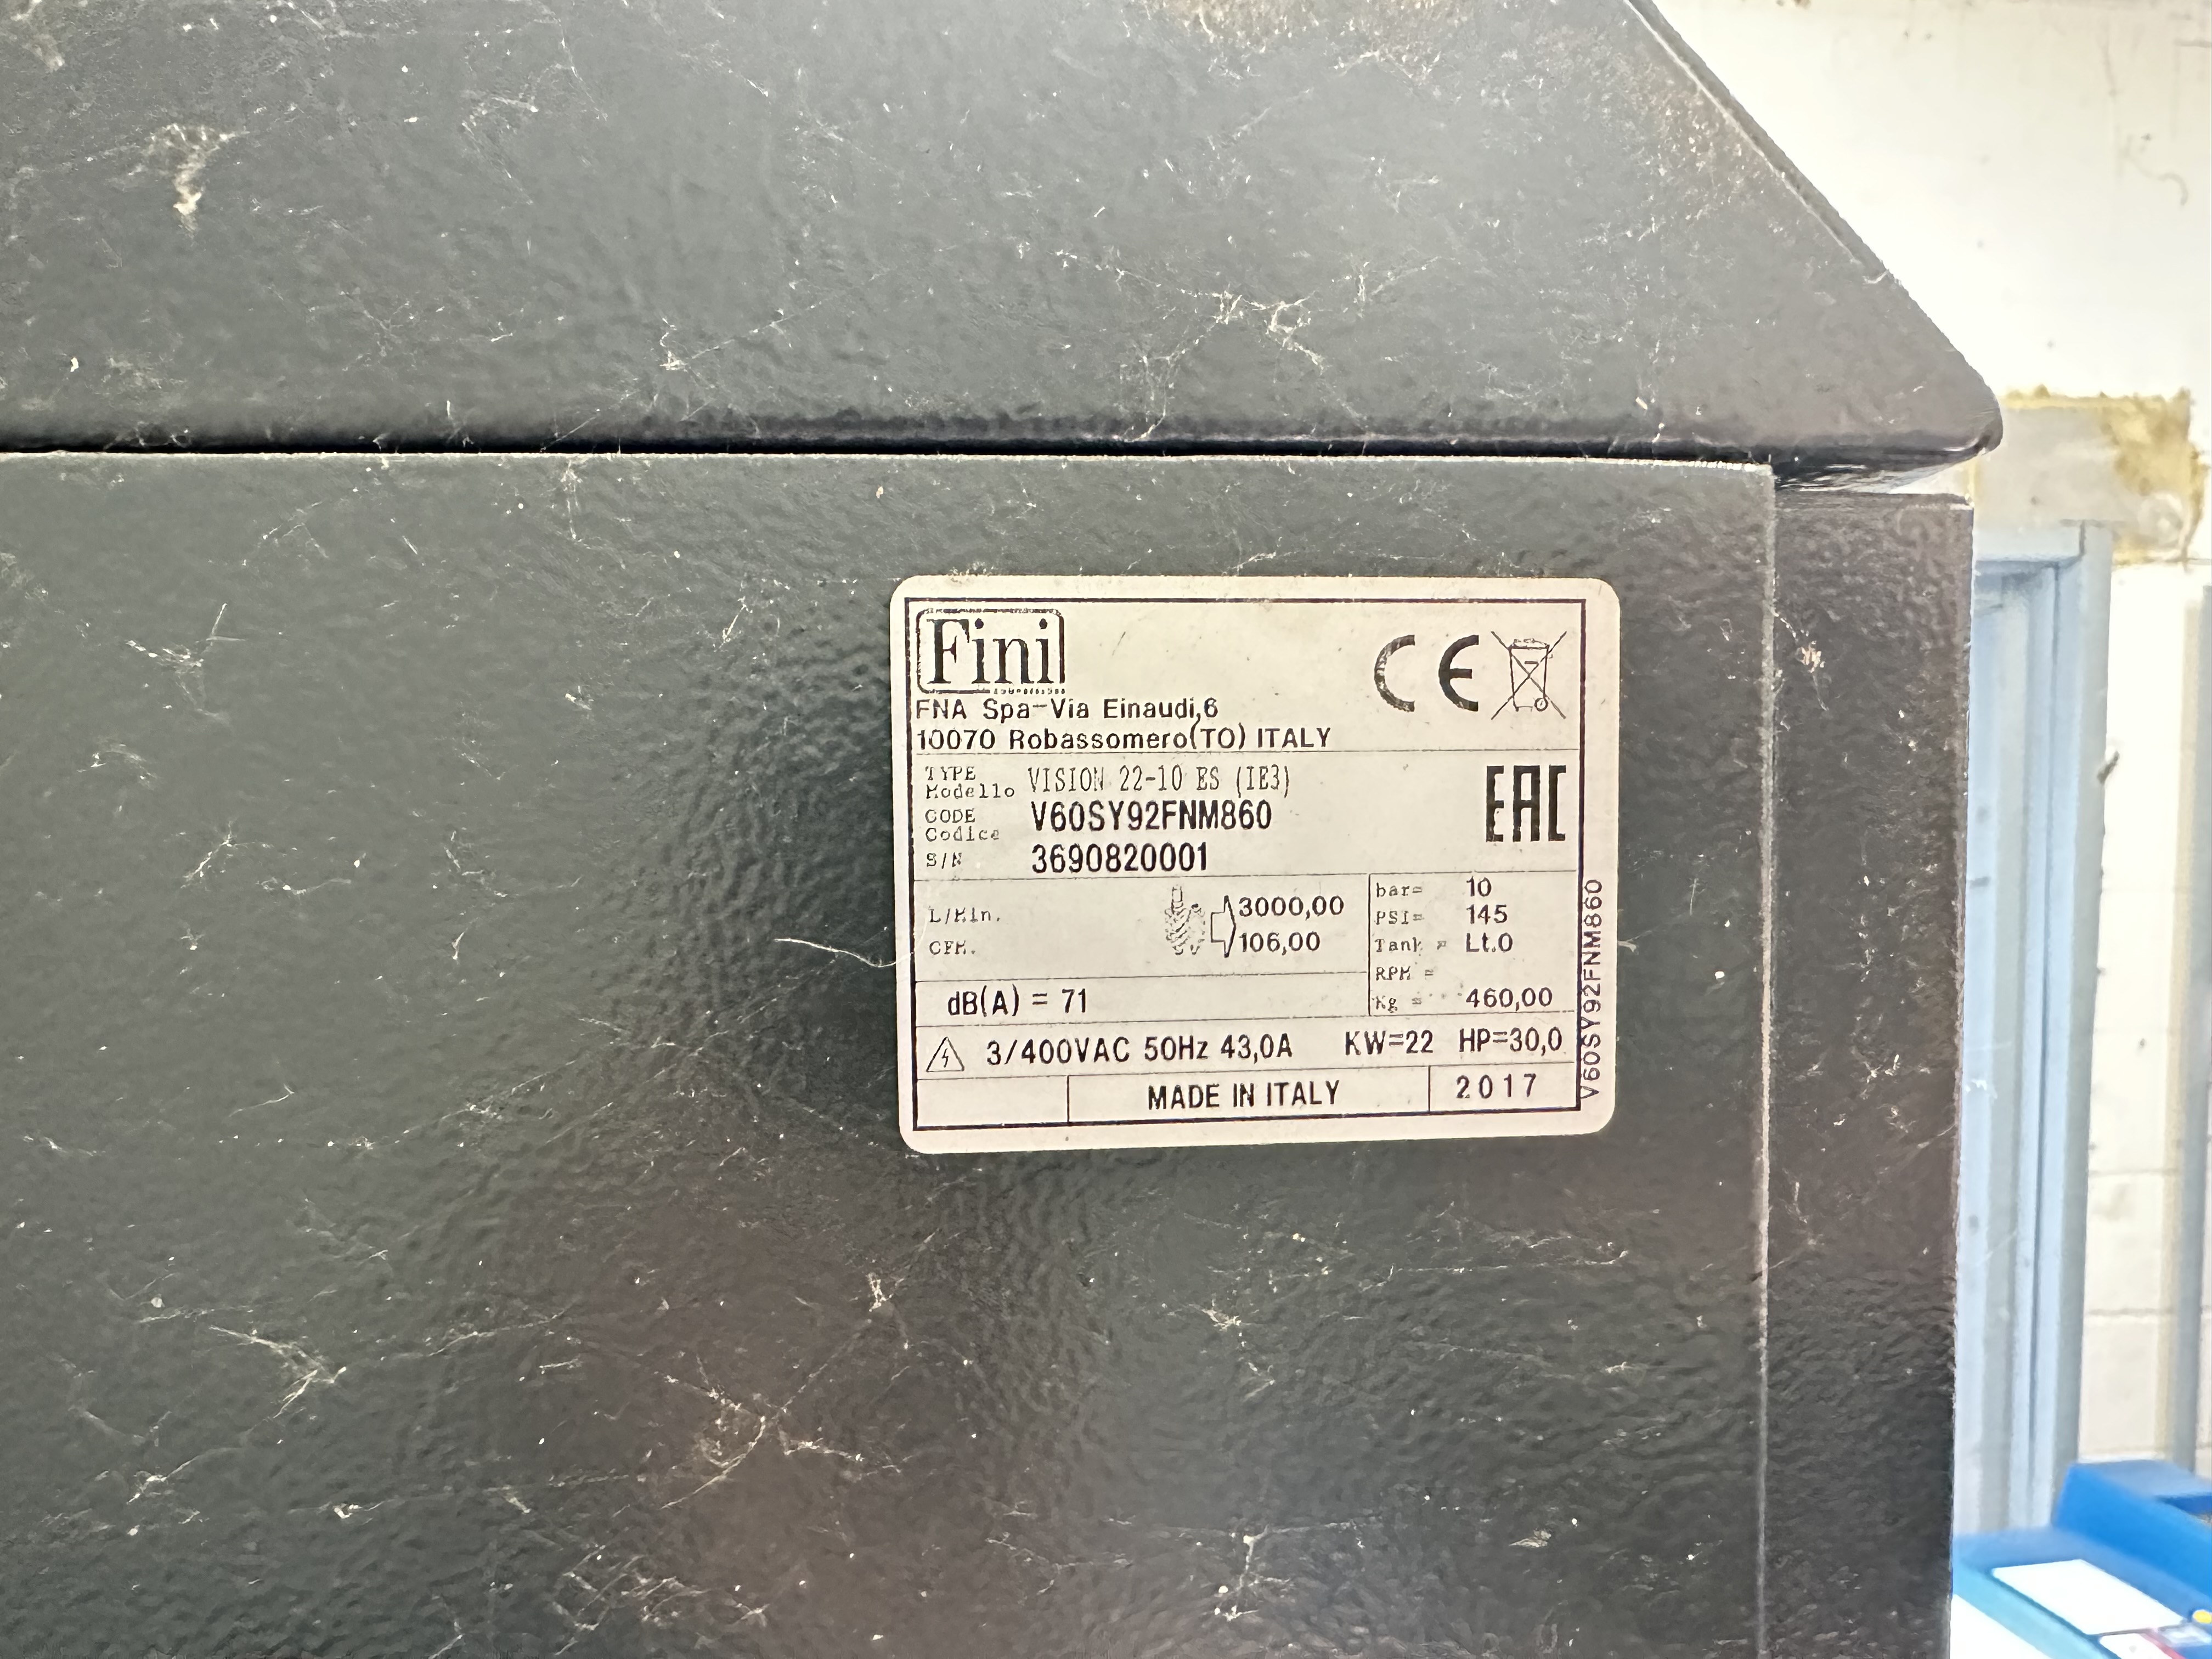 Fini
FNA Spa-Via Einaudi,6
10070 Robassomero(TO) ITALY
CE
TYPE
Modello VISION 22-10 ES (IE3)
CODE
Codice V60SY92FNM860
S/N 3690820001
EAC
L/Min. 3000,00
CFM. 106,00
bar= 10
PSI= 145
Tank = Lt.0
RPM =
Kg = 460,00
dB(A) = 71
3/400VAC 50Hz 43,0A KW=22 HP=30,0
MADE IN ITALY 2017
V60SY92FNM860